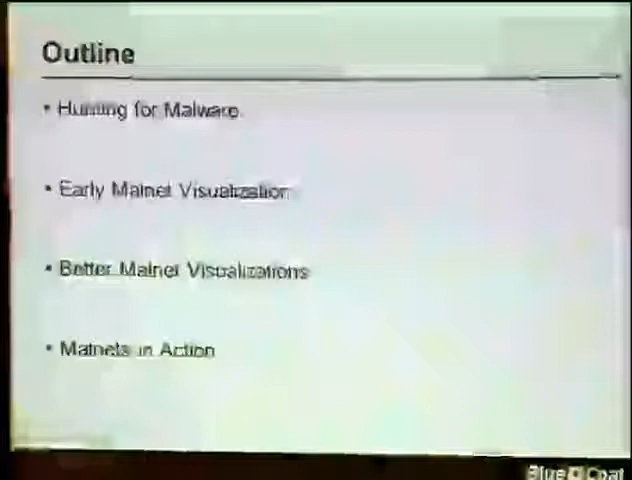 Outline
• Hunting for Malware
• Early Malnet Visualization
• Better Malnet Visualizations
• Malnets in Action
Blue Coat